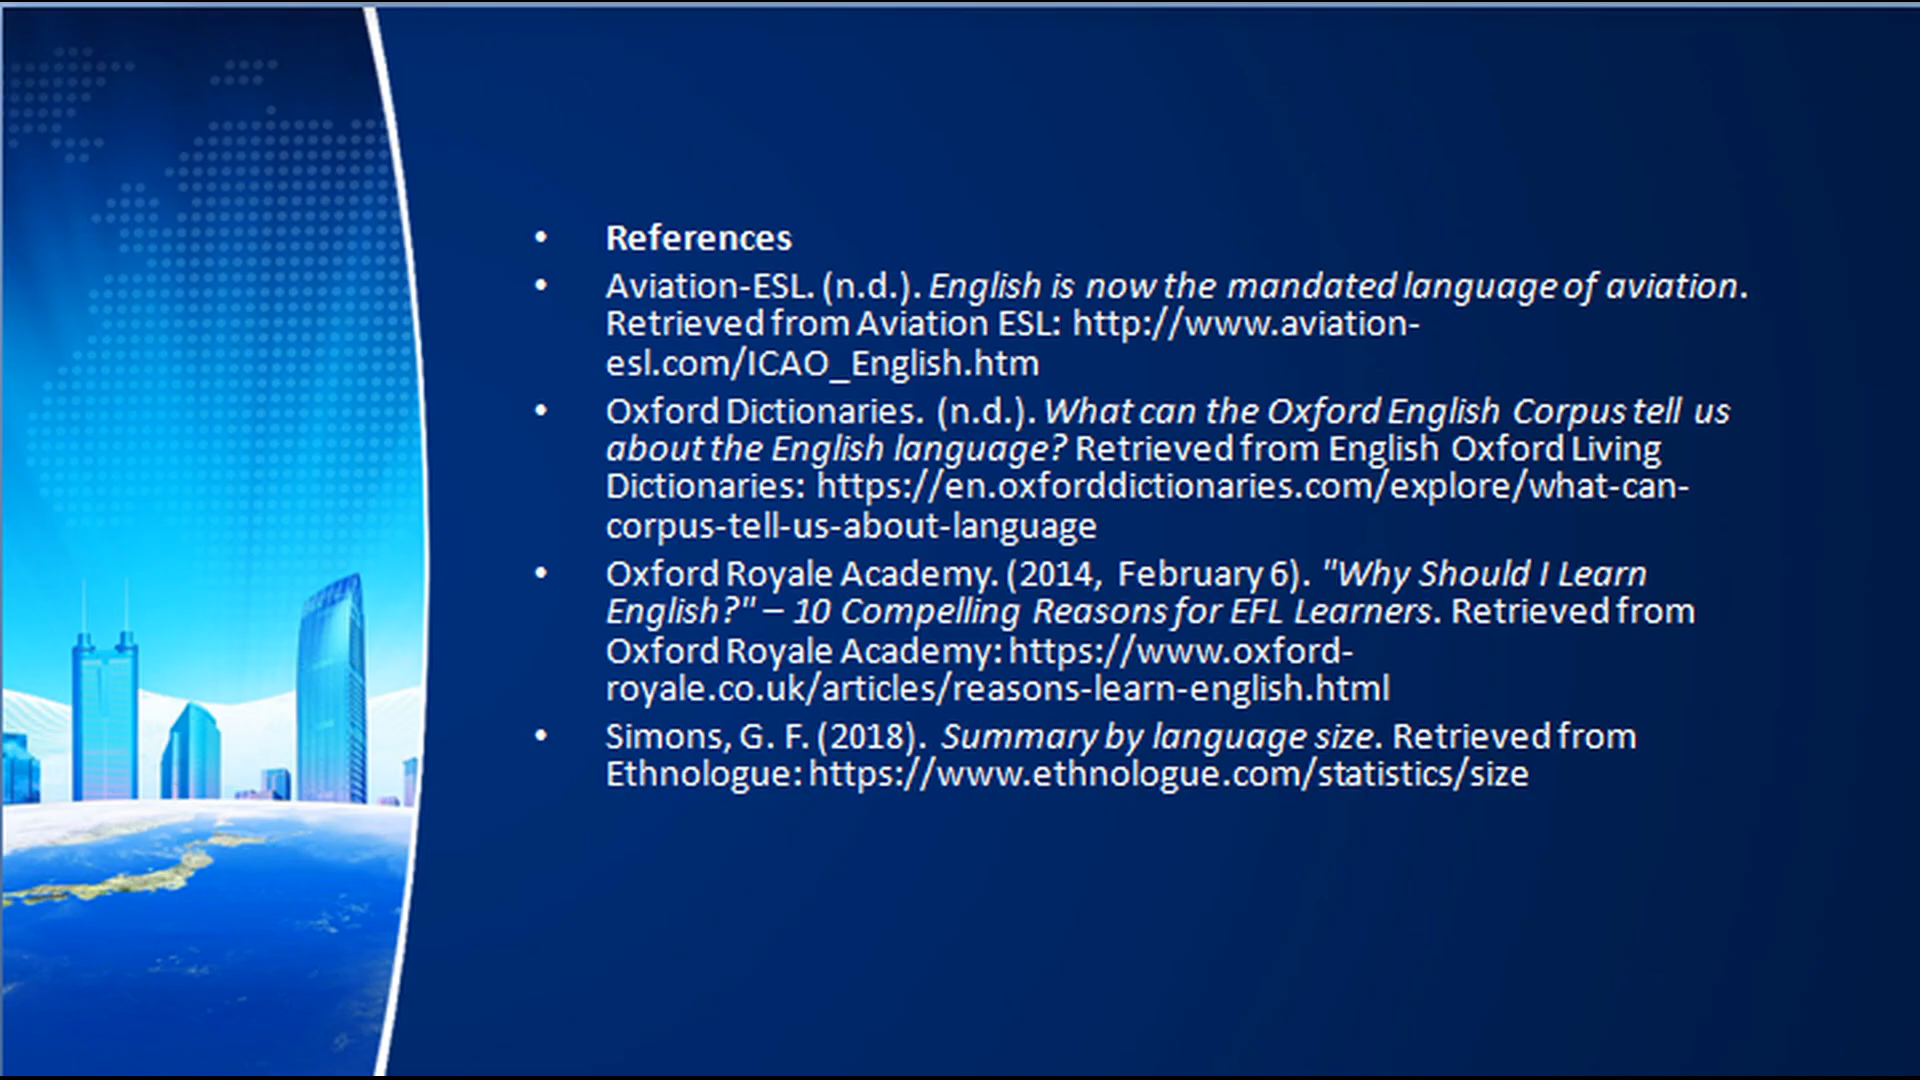 • References
• Aviation-ESL. (n.d.). English is now the mandated language of aviation.
Retrieved from Aviation ESL: http://www.aviation-
esl.com/ICAO_English.htm
• Oxford Dictionaries. (n.d.). What can the Oxford English Corpus tell us
about the English language? Retrieved from English Oxford Living
Dictionaries: https://en.oxforddictionaries.com/explore/what-can-
corpus-tell-us-about-language
• Oxford Royale Academy. (2014, February 6). "Why Should I Learn
English?" – 10 Compelling Reasons for EFL Learners. Retrieved from
Oxford Royale Academy: https://www.oxford-
royale.co.uk/articles/reasons-learn-english.html
• Simons, G. F. (2018). Summary by language size. Retrieved from
Ethnologue: https://www.ethnologue.com/statistics/size